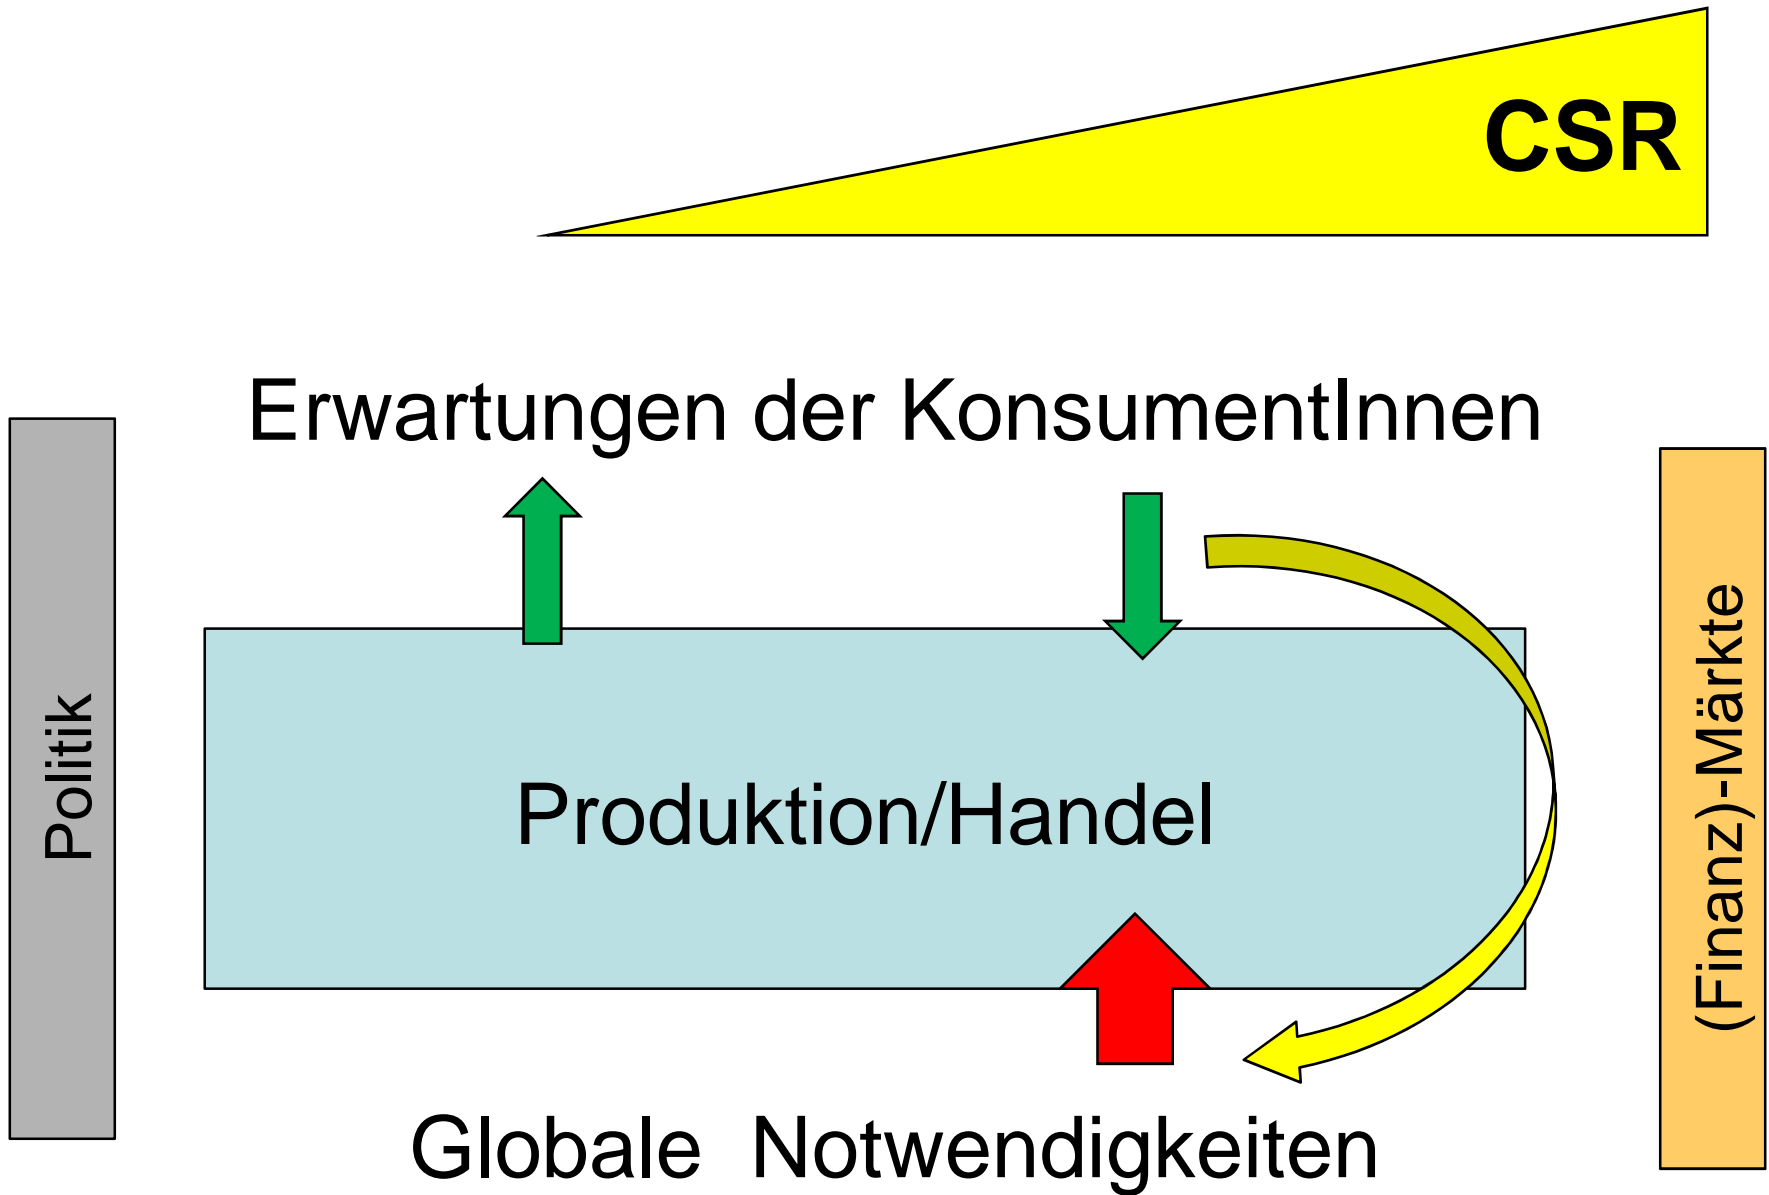 CSR
Erwartungen der KonsumentInnen
Politik
Produktion/Handel
(Finanz)-Märkte
Globale Notwendigkeiten